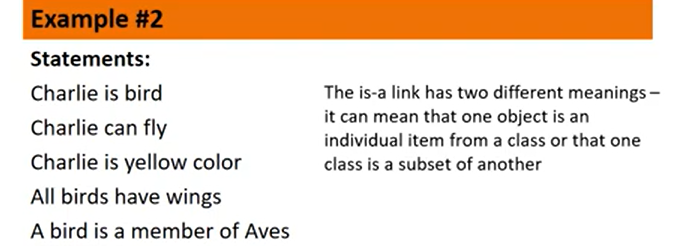 Example #2
Statements:
Charlie is bird
Charlie can fly
Charlie is yellow color
All birds have wings
A bird is a member of Aves
The is-a link has two different meanings –
it can mean that one object is an
individual item from a class or that one
class is a subset of another